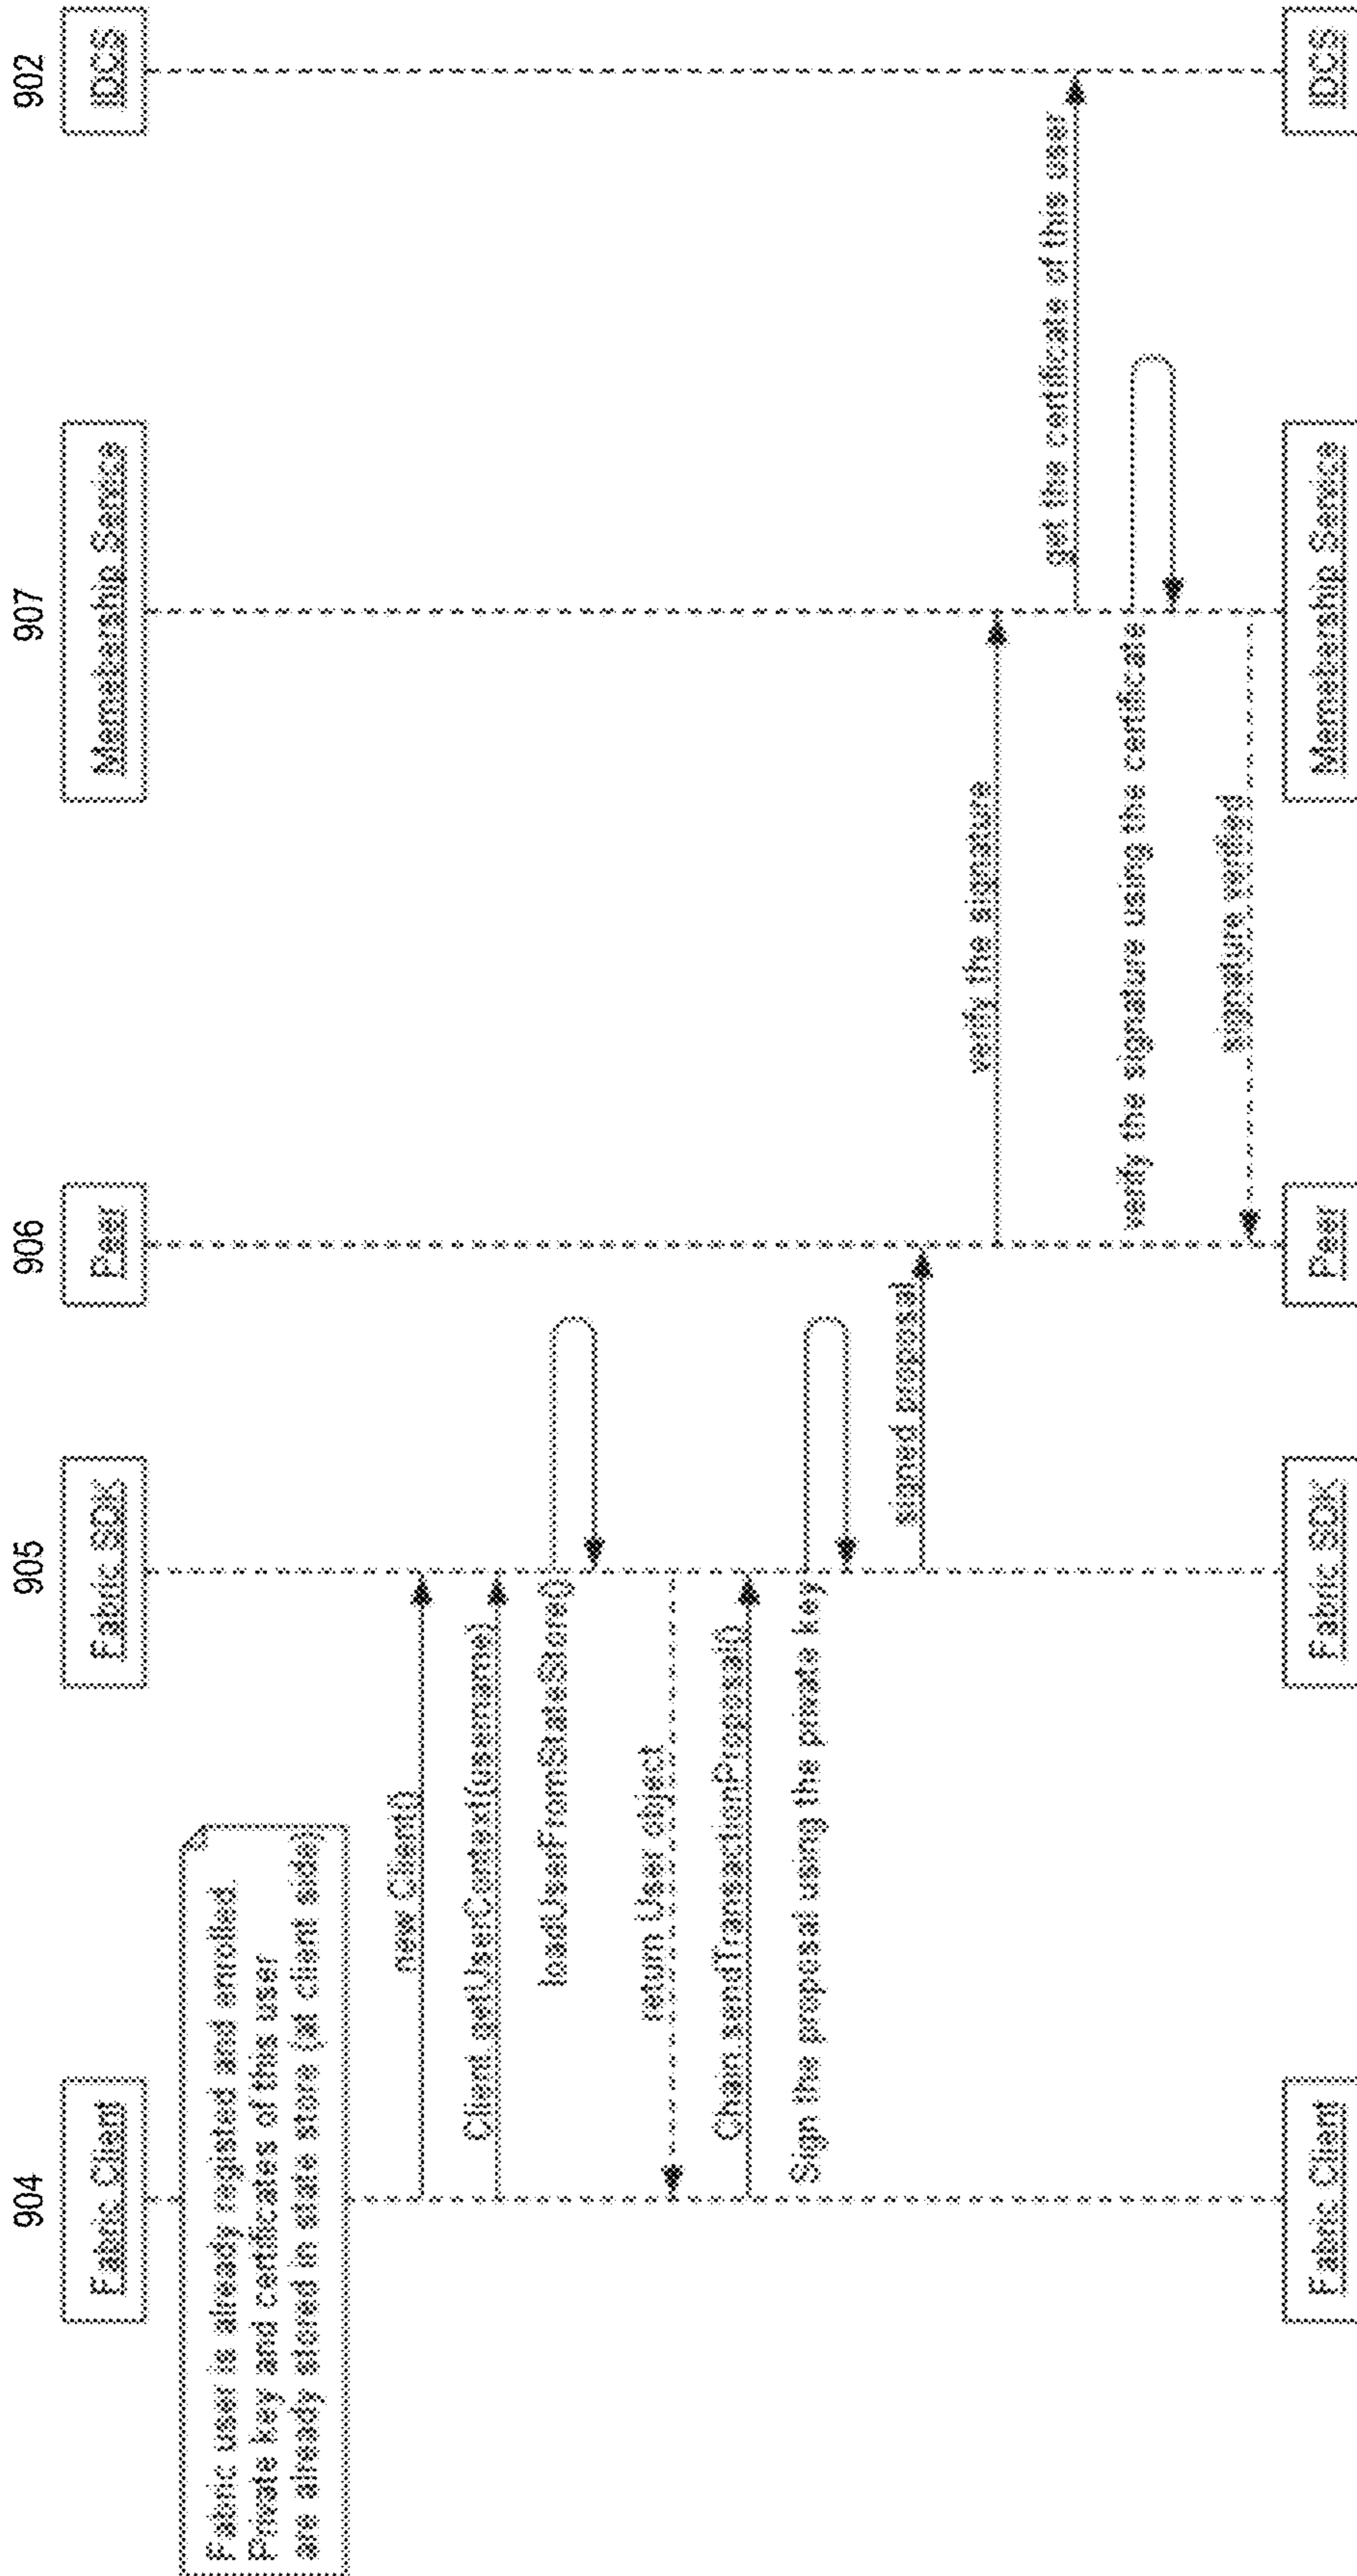 904
905
906
907
902
Fabric Client
Fabric SDK
Peer
Membership Service
IDCS
Fabric user is already registed and enrolled.
Private key and certificates of this user
are already stored in state store (at client side)
new Client()
Client.getUserContext(username)
loadUserFromStateStore()
return User object
Chain.sendTransactionProposal()
Sign the proposal using the private key
signed proposal
verify the signature
get the certificate of this user
verify the signature using the certificate
signature verified
Fabric Client
Fabric SDK
Peer
Membership Service
IDCS